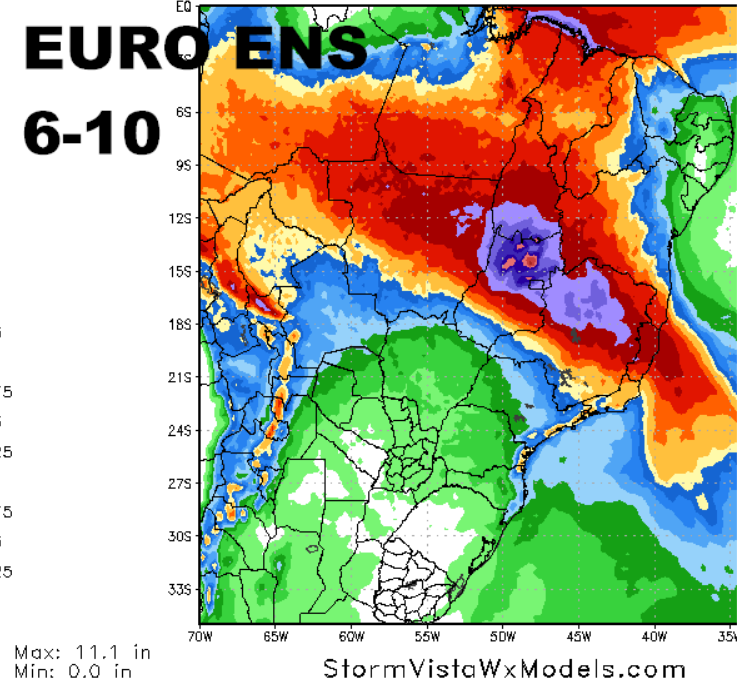 EURO ENS
6-10
EQ
6S
9S
12S
15S
18S
21S
24S
27S
30S
33S
70W 65W 60W 55W 50W 45W 40W
Max: 11.1 in
Min: 0.0 in
StormVistaWxModels.com